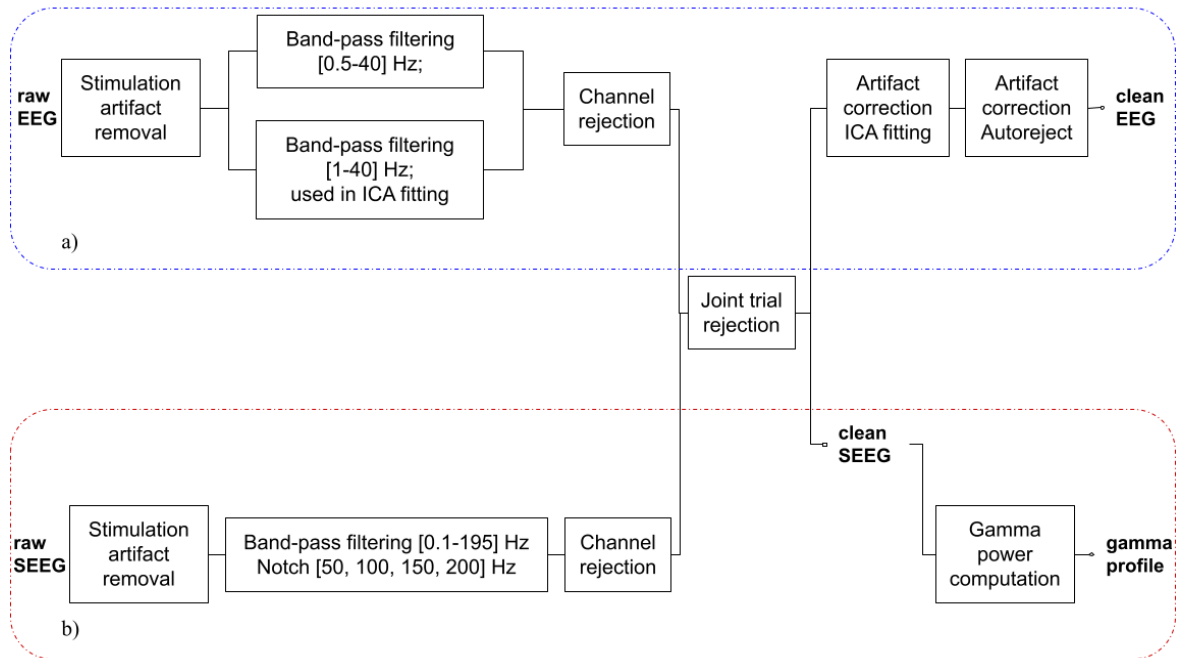 raw
EEG
Stimulation
artifact
removal
Band-pass filtering
[0.5-40] Hz;
Band-pass filtering
[1-40] Hz;
used in ICA fitting
Channel
rejection
Artifact
correction
ICA fitting
Artifact
correction
Autoreject
clean
EEG
a)
Joint trial
rejection
clean
SEEG
raw
SEEG
Stimulation
artifact
removal
Band-pass filtering [0.1-195] Hz
Notch [50, 100, 150, 200] Hz
Channel
rejection
Gamma
power
computation
gamma
profile
b)